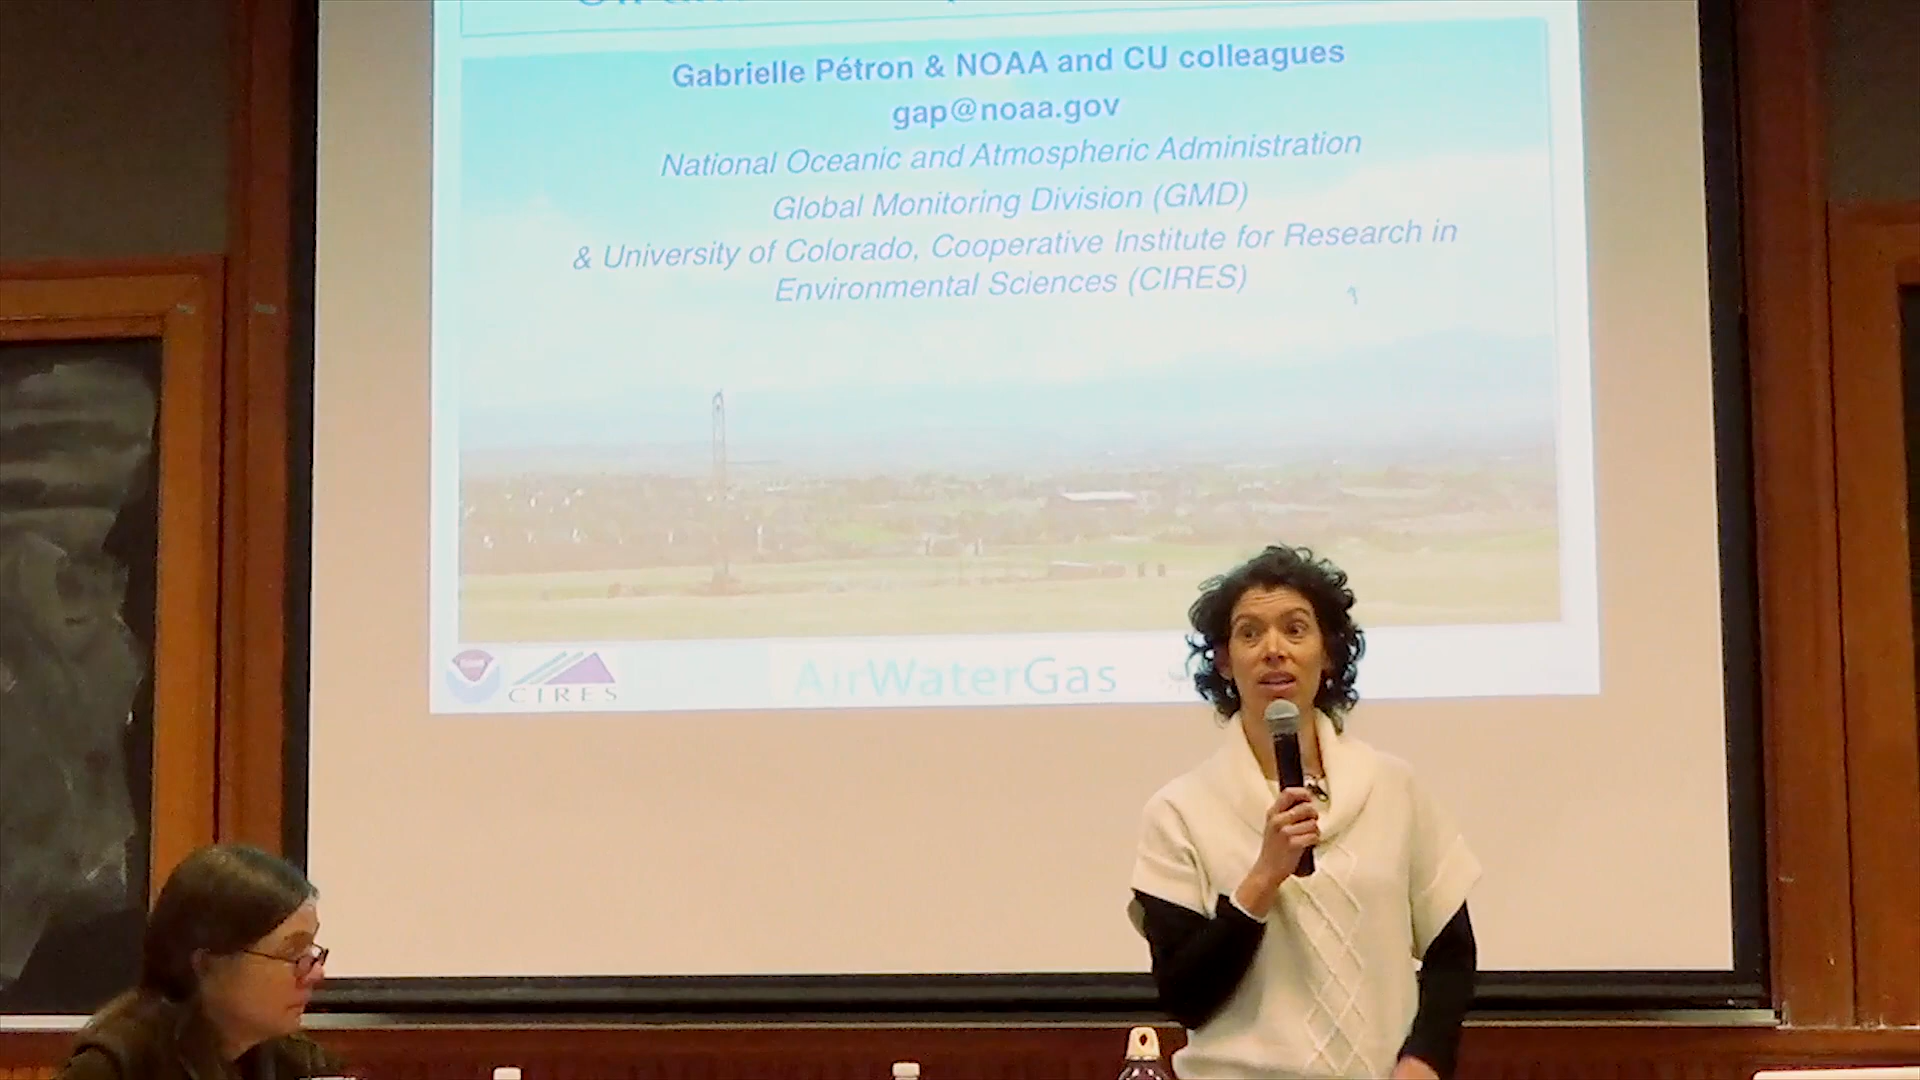 Gabrielle Pétron & NOAA and CU colleagues
gap@noaa.gov
National Oceanic and Atmospheric Administration
Global Monitoring Division (GMD)
& University of Colorado, Cooperative Institute for Research in
Environmental Sciences (CIRES)
CIRES
AirWaterGas